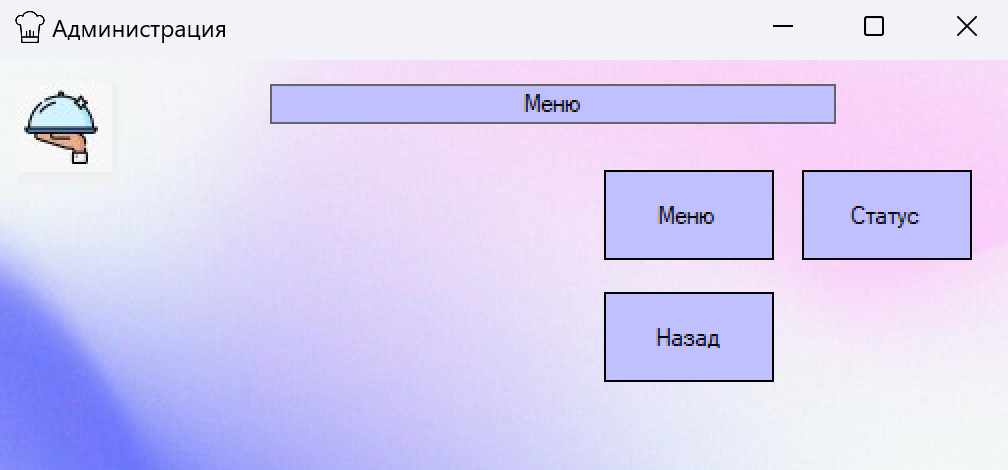 Администрация
Меню
Меню
Статус
Назад